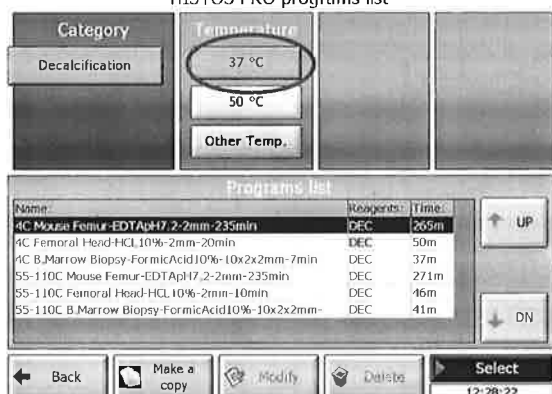 HISTOS PRO programs list
Category
Temperature
Decalcification
37 °C
50 °C
Other Temp.
Programs list
Name: Reagents: Time:
4C Mouse Femur-EDTApH7.2-2mm-235min DEC 265m
4C Femoral Head-HCL10%-2mm-20min DEC 50m
4C B.Marrow Biopsy-FormicAcid10%-10x2x2mm-7min DEC 37m
55-110C Mouse Femur-EDTApH7.2-2mm-235min DEC 271m
55-110C Femoral Head-HCL10%-2mm-10min DEC 46m
55-110C B.Marrow Biopsy-FormicAcid10%-10x2x2mm- DEC 41m
UP
DN
Back
Make a copy
Modify
Delete
Select
12:28:22